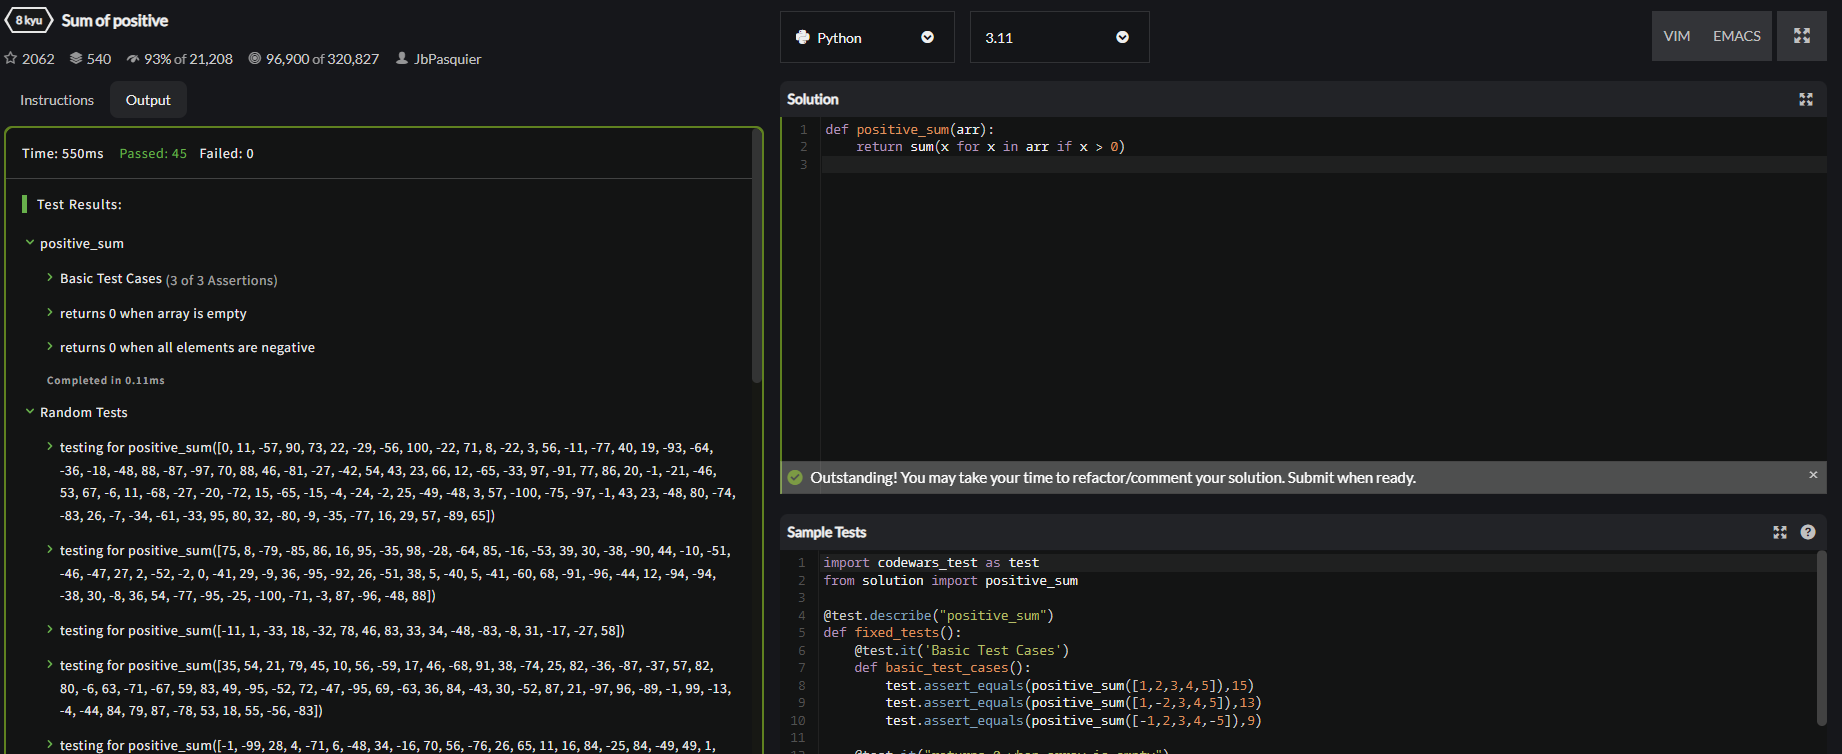 8 kyu Sum of positive
2062 540 93% of 21,208 96,900 of 320,827 JbPasquier
Instructions Output
Time: 550ms Passed: 45 Failed: 0
Test Results:
positive_sum
Basic Test Cases (3 of 3 Assertions)
returns 0 when array is empty
returns 0 when all elements are negative
Completed in 0.11ms
Random Tests
testing for positive_sum([0, 11, -57, 90, 73, 22, -29, -56, 100, -22, 71, 8, -22, 3, 56, -11, -77, 40, 19, -93, -64,
-36, -18, -48, 88, -87, -97, 70, 88, 46, -81, -27, -42, 54, 43, 23, 66, 12, -65, -33, 97, -91, 77, 86, 20, -1, -21, -46,
53, 67, -6, 11, -68, -27, -20, -72, 15, -65, -15, -4, -24, -2, 25, -49, -48, 3, 57, -100, -75, -97, -1, 43, 23, -48, 80, -74,
-83, 26, -7, -34, -61, -33, 95, 80, 32, -80, -9, -35, -77, 16, 29, 57, -89, 65])
testing for positive_sum([75, 8, -79, -85, 86, 16, 95, -35, 98, -28, -64, 85, -16, -53, 39, 30, -38, -90, 44, -10, -51,
-46, -47, 27, 2, -52, -2, 0, -41, 29, -9, 36, -95, -92, 26, -51, 38, 5, -40, 5, -41, -60, 68, -91, -96, -44, 12, -94, -94,
-38, 30, -8, 36, 54, -77, -95, -25, -100, -71, -3, 87, -96, -48, 88])
testing for positive_sum([-11, 1, -33, 18, -32, 78, 46, 83, 33, 34, -48, -83, -8, 31, -17, -27, 58])
testing for positive_sum([35, 54, 21, 79, 45, 10, 56, -59, 17, 46, -68, 91, 38, -74, 25, 82, -36, -87, -37, 57, 82,
80, -6, 63, -71, -67, 59, 83, 49, -95, -52, 72, -47, -95, 69, -63, 36, 84, -43, 30, -52, 87, 21, -97, 96, -89, -1, 99, -13,
-4, -44, 84, 79, 87, -78, 53, 18, 55, -56, -83])
testing for positive_sum([-1, -99, 28, 4, -71, 6, -48, 34, -16, 70, 56, -76, 26, 65, 11, 16, 84, -25, 84, -49, 49, 1,
Python 3.11 VIM EMACS
Solution
1 def positive_sum(arr):
2 return sum(x for x in arr if x > 0)
3
Outstanding! You may take your time to refactor/comment your solution. Submit when ready.
Sample Tests
1 import codewars_test as test
2 from solution import positive_sum
3
4 @test.describe("positive_sum")
5 def fixed_tests():
6 @test.it('Basic Test Cases')
7 def basic_test_cases():
8 test.assert_equals(positive_sum([1,2,3,4,5]),15)
9 test.assert_equals(positive_sum([1,-2,3,4,5]),13)
10 test.assert_equals(positive_sum([-1,2,3,4,-5]),9)
11
12 @test.it("returns 0 when array is empty")